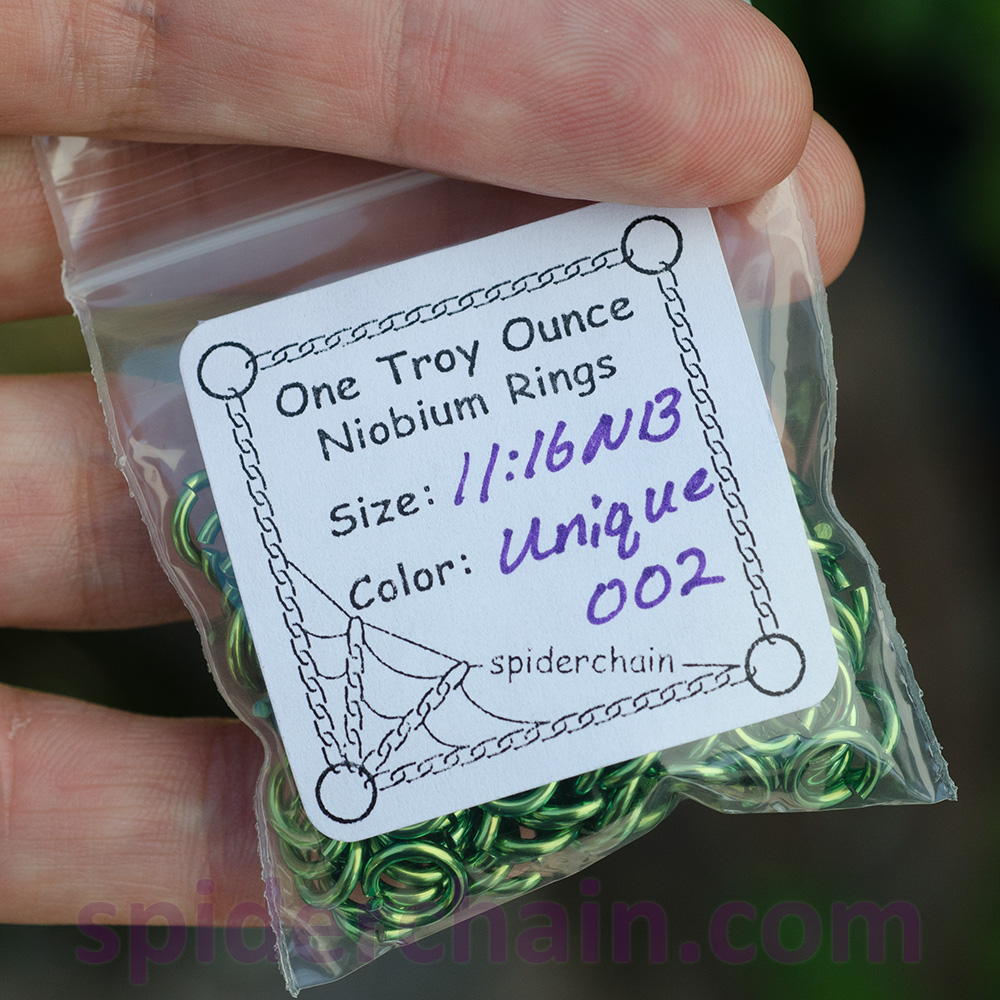 One Troy Ounce
Niobium Rings
Size: 11:16NB
Color: Unique
002
spiderchain
spiderchain.com